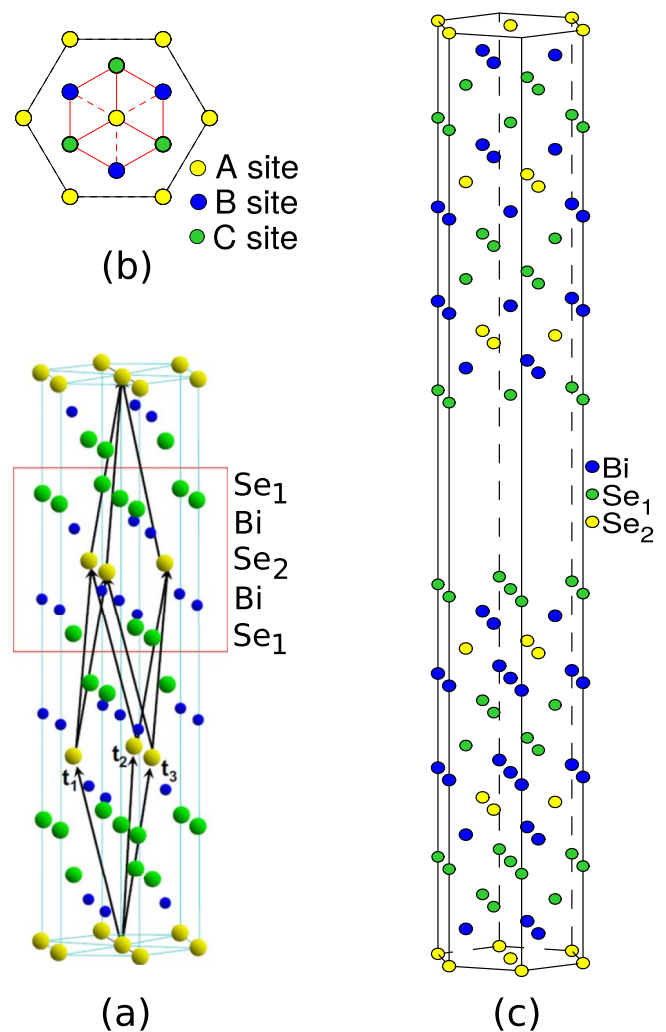 A site
B site
C site
(b)
Se1
Bi
Se2
Bi
Se1
t1
t2
t3
(a)
Bi
Se1
Se2
(c)